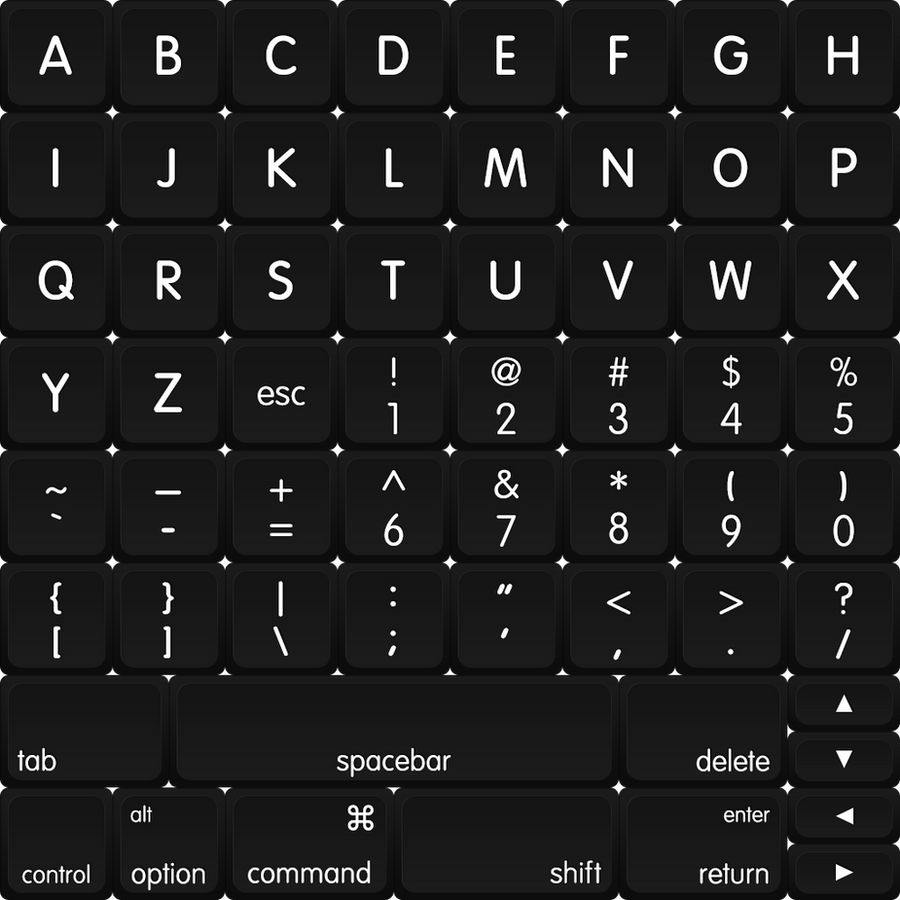 A B C D E F G H
I J K L M N O P
Q R S T U V W X
Y Z esc ! 1 @ 2 # 3 $ 4 % 5
~ ` — - + = ^ 6 & 7 * 8 ( 9 ) 0
{ [ } ] | \ : ; " ' < , > . ? /
tab spacebar delete ▲
▼
control alt option ⌘ command shift enter return ◀
▶